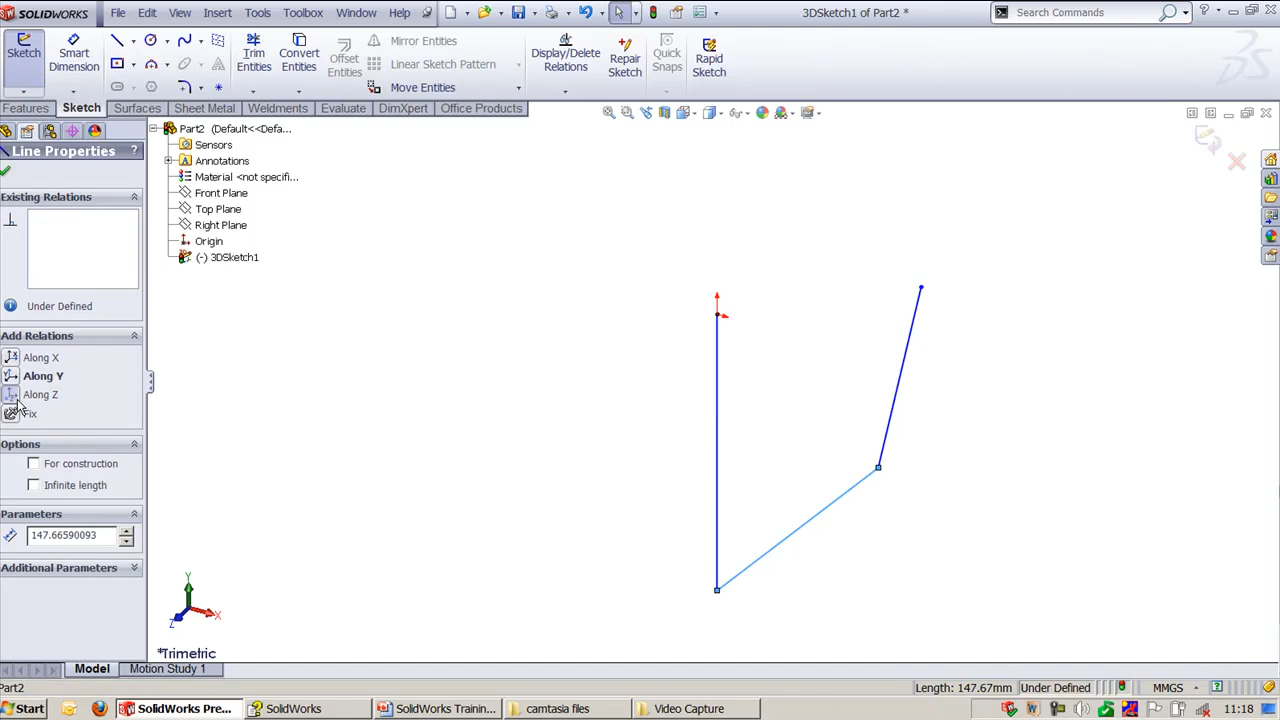 SOLIDWORKS File Edit View Insert Tools Toolbox Window Help 3DSketch1 of Part2 * Search Commands
Sketch Smart Dimension Trim Entities Convert Entities Offset Entities Mirror Entities Linear Sketch Pattern Move Entities Display/Delete Relations Repair Sketch Quick Snaps Rapid Sketch
Features Sketch Surfaces Sheet Metal Weldments Evaluate DimXpert Office Products
Line Properties ?
Existing Relations
Under Defined
Add Relations
Along X
Along Y
Along Z
Fix
Options
For construction
Infinite length
Parameters
147.66590093
Additional Parameters
Part2 (Default<<Defa...
Sensors
Annotations
Material <not specifi...
Front Plane
Top Plane
Right Plane
Origin
(-) 3DSketch1
Y
X
Z
*Trimetric
Model Motion Study 1
Part2 Length: 147.67mm Under Defined MMGS
Start SolidWorks Pre... SolidWorks SolidWorks Trainin... camtasia files Video Capture 11:18